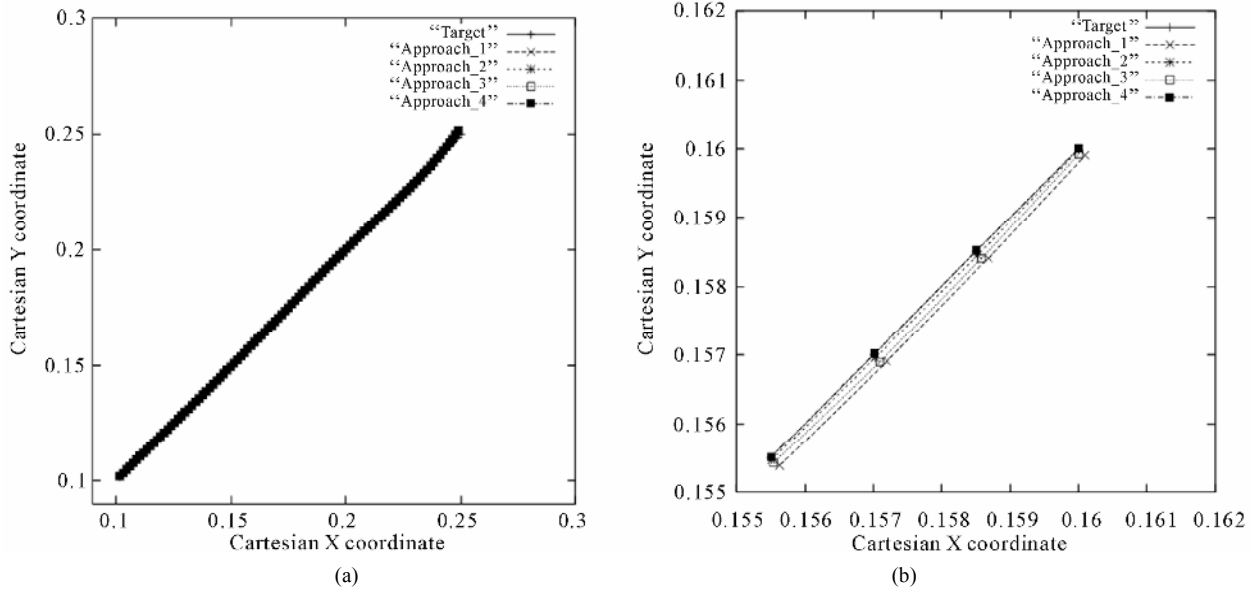 0.3
0.25
0.2
0.15
0.1
Cartesian Y coordinate
“Target”
“Approach_1”
“Approach_2”
“Approach_3”
“Approach_4”
0.1 0.15 0.2 0.25 0.3
Cartesian X coordinate
(a)
0.162
0.161
0.16
0.159
0.158
0.157
0.156
0.155
Cartesian Y coordinate
“Target”
“Approach_1”
“Approach_2”
“Approach_3”
“Approach_4”
0.155 0.156 0.157 0.158 0.159 0.16 0.161 0.162
Cartesian X coordinate
(b)